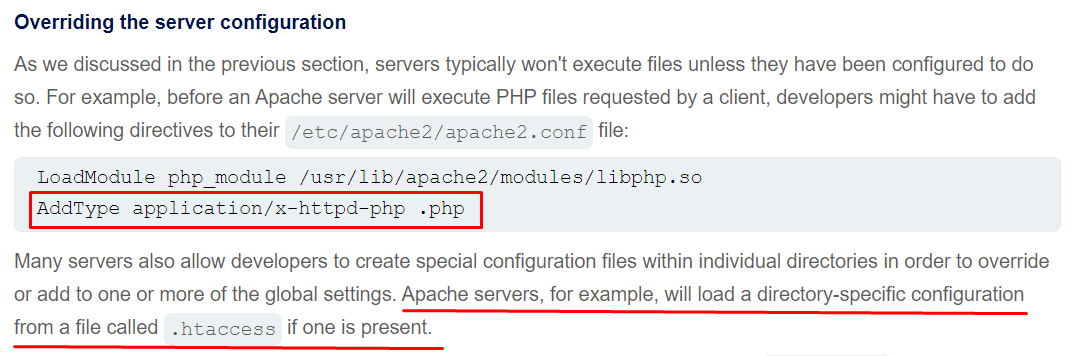 Overriding the server configuration
As we discussed in the previous section, servers typically won't execute files unless they have been configured to do
so. For example, before an Apache server will execute PHP files requested by a client, developers might have to add
the following directives to their /etc/apache2/apache2.conf file:
LoadModule php_module /usr/lib/apache2/modules/libphp.so
AddType application/x-httpd-php .php
Many servers also allow developers to create special configuration files within individual directories in order to override
or add to one or more of the global settings. Apache servers, for example, will load a directory-specific configuration
from a file called .htaccess if one is present.